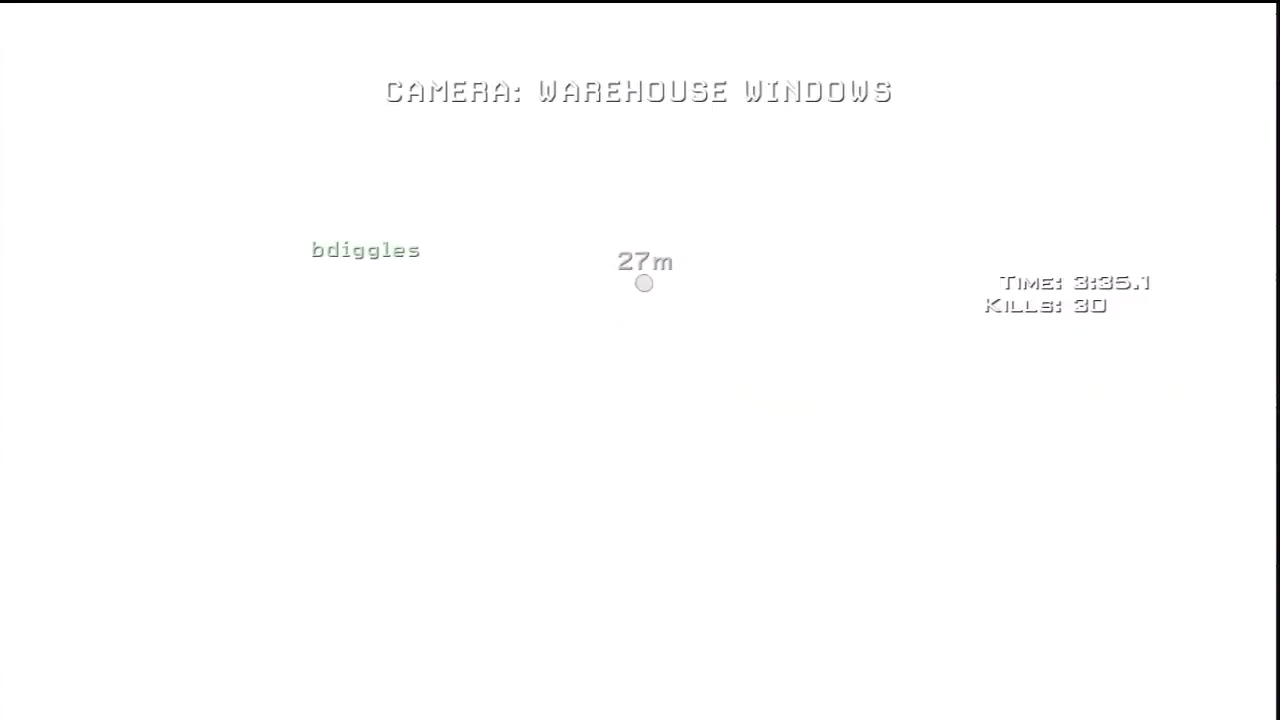 CAMERA: WAREHOUSE WINDOWS
bdiggles
27m
TIME: 3:35.1
KILLS: 30